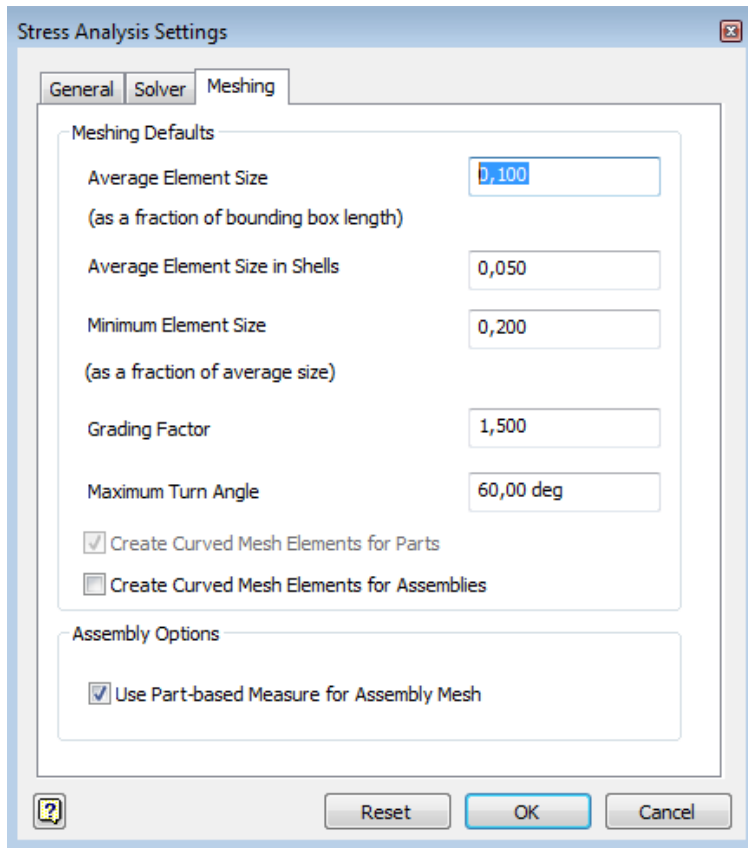 Stress Analysis Settings
General Solver Meshing
Meshing Defaults
Average Element Size 0,100
(as a fraction of bounding box length)
Average Element Size in Shells 0,050
Minimum Element Size 0,200
(as a fraction of average size)
Grading Factor 1,500
Maximum Turn Angle 60,00 deg
Create Curved Mesh Elements for Parts
Create Curved Mesh Elements for Assemblies
Assembly Options
Use Part-based Measure for Assembly Mesh
? Reset OK Cancel